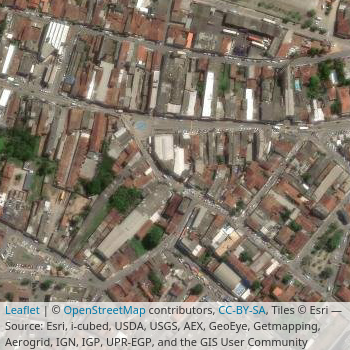 Leaflet | © OpenStreetMap contributors, CC-BY-SA, Tiles © Esri —
Source: Esri, i-cubed, USDA, USGS, AEX, GeoEye, Getmapping,
Aerogrid, IGN, IGP, UPR-EGP, and the GIS User Community